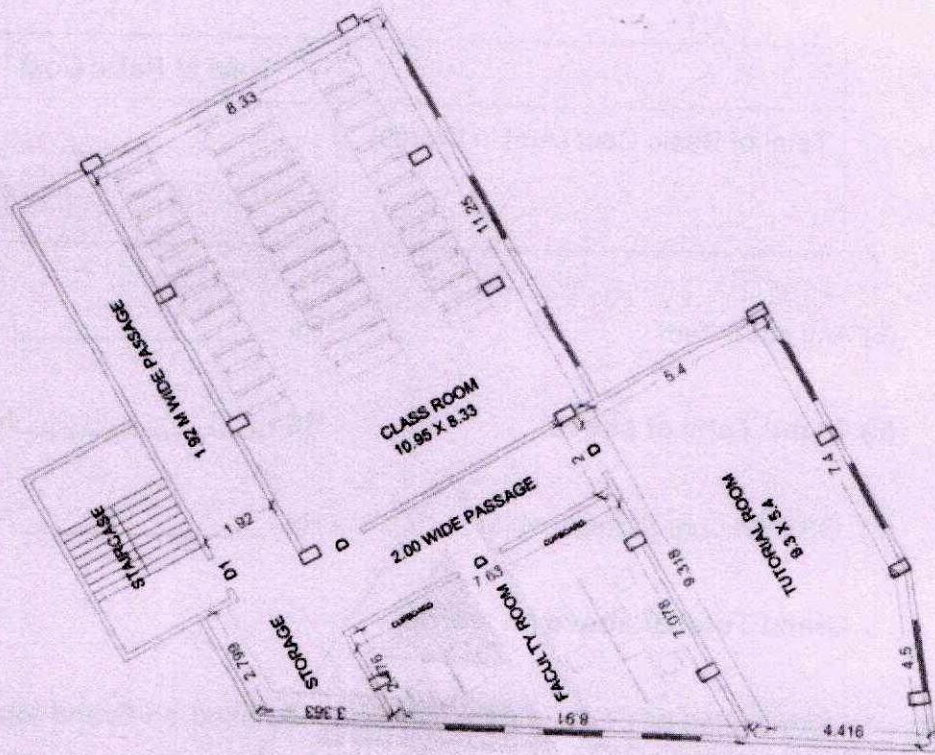 8.33
11.25
1.92 M WIDE PASSAGE
CLASS ROOM
10.95 X 8.33
5.4
7.4
2
D
2.00 WIDE PASSAGE
CUPBOARD
TUTORIAL ROOM
9.3 X 5.4
STAIRCASE
1.92
D
D1
D
7.63
9.318
7.078
CUPBOARD
FACULTY ROOM
STORAGE
2.799
4.5
3.363
8.91
4.416